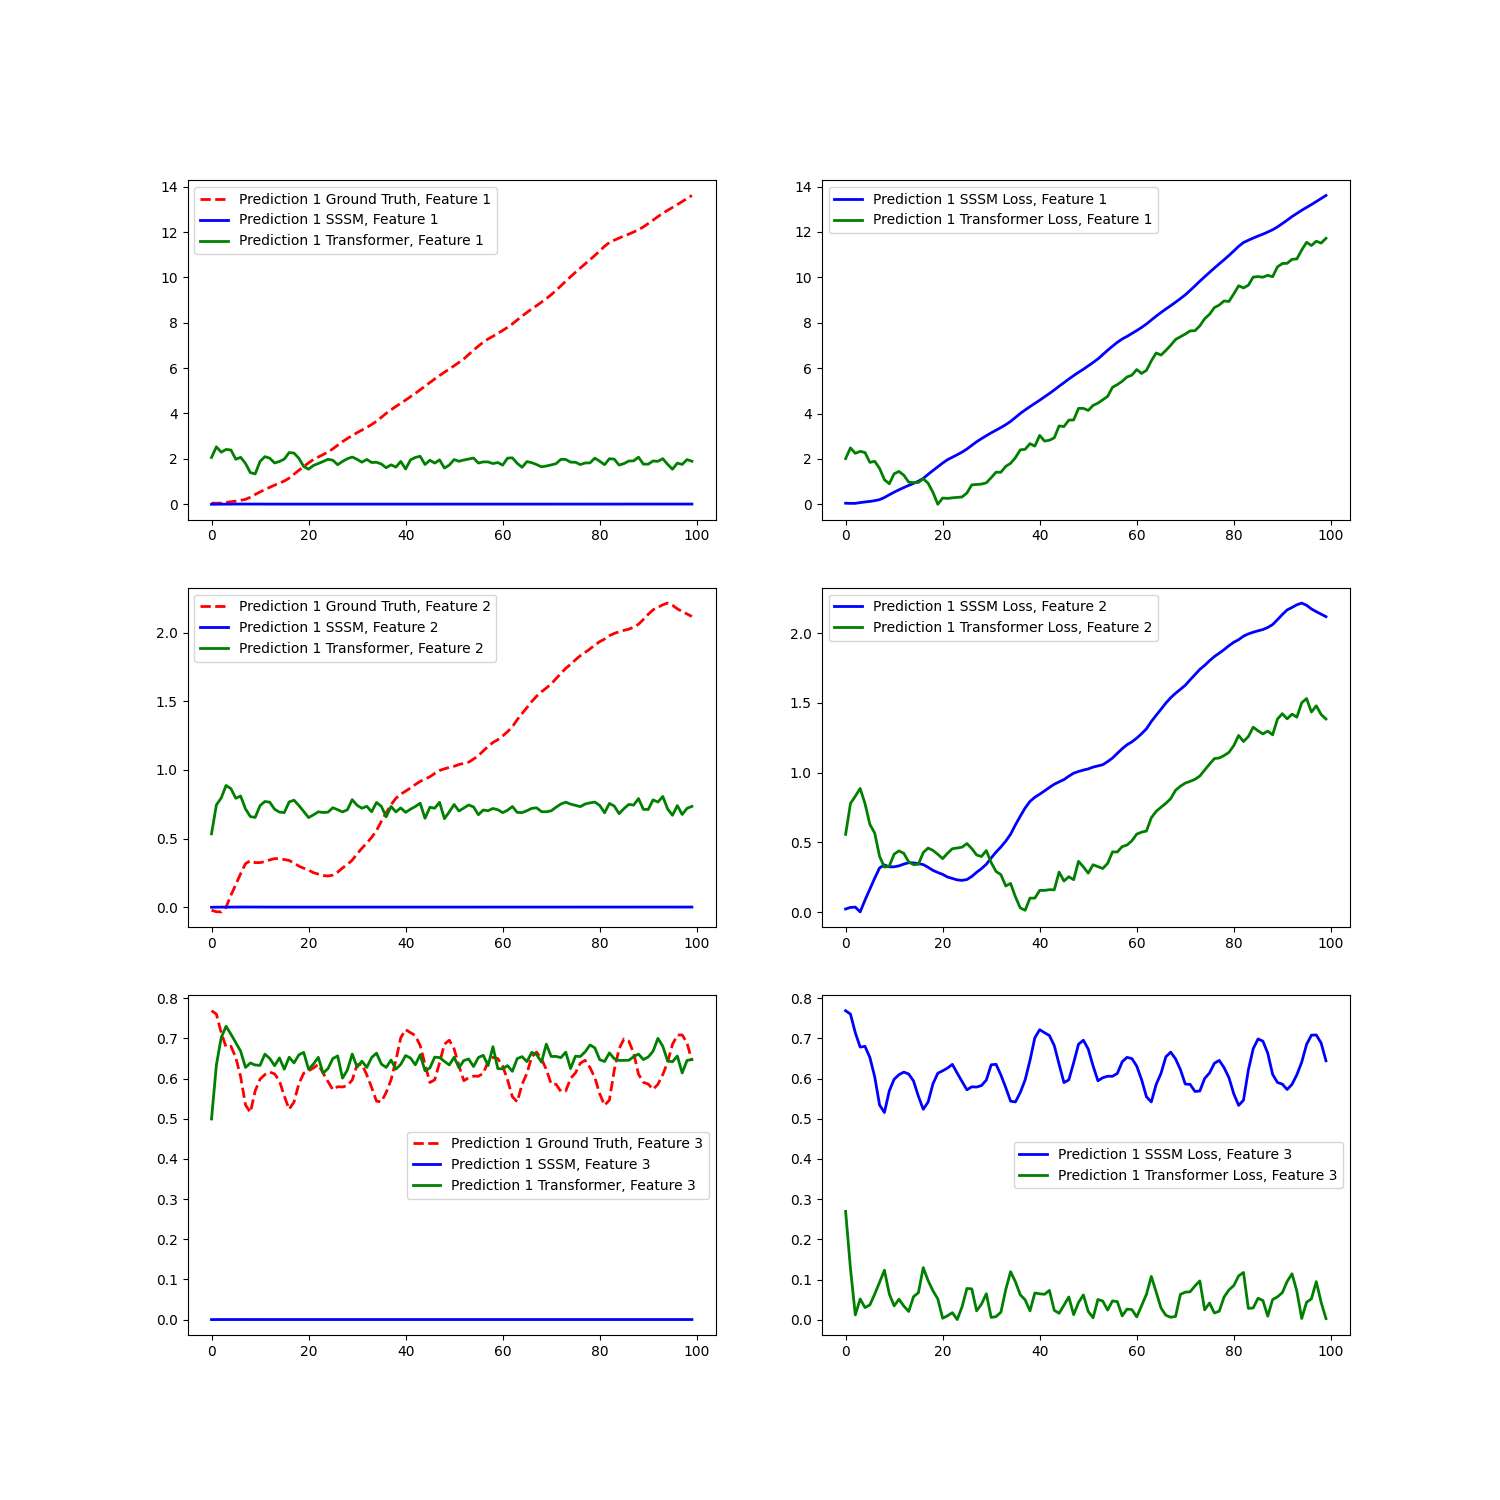 Prediction 1 Ground Truth, Feature 1
Prediction 1 SSSM, Feature 1
Prediction 1 Transformer, Feature 1
14
12
10
8
6
4
2
0
0 20 40 60 80 100
Prediction 1 SSSM Loss, Feature 1
Prediction 1 Transformer Loss, Feature 1
14
12
10
8
6
4
2
0
0 20 40 60 80 100
Prediction 1 Ground Truth, Feature 2
Prediction 1 SSSM, Feature 2
Prediction 1 Transformer, Feature 2
2.0
1.5
1.0
0.5
0.0
0 20 40 60 80 100
Prediction 1 SSSM Loss, Feature 2
Prediction 1 Transformer Loss, Feature 2
2.0
1.5
1.0
0.5
0.0
0 20 40 60 80 100
0.8
0.7
0.6
0.5
0.4
0.3
0.2
0.1
0.0
Prediction 1 Ground Truth, Feature 3
Prediction 1 SSSM, Feature 3
Prediction 1 Transformer, Feature 3
0 20 40 60 80 100
0.8
0.7
0.6
0.5
0.4
0.3
0.2
0.1
0.0
Prediction 1 SSSM Loss, Feature 3
Prediction 1 Transformer Loss, Feature 3
0 20 40 60 80 100